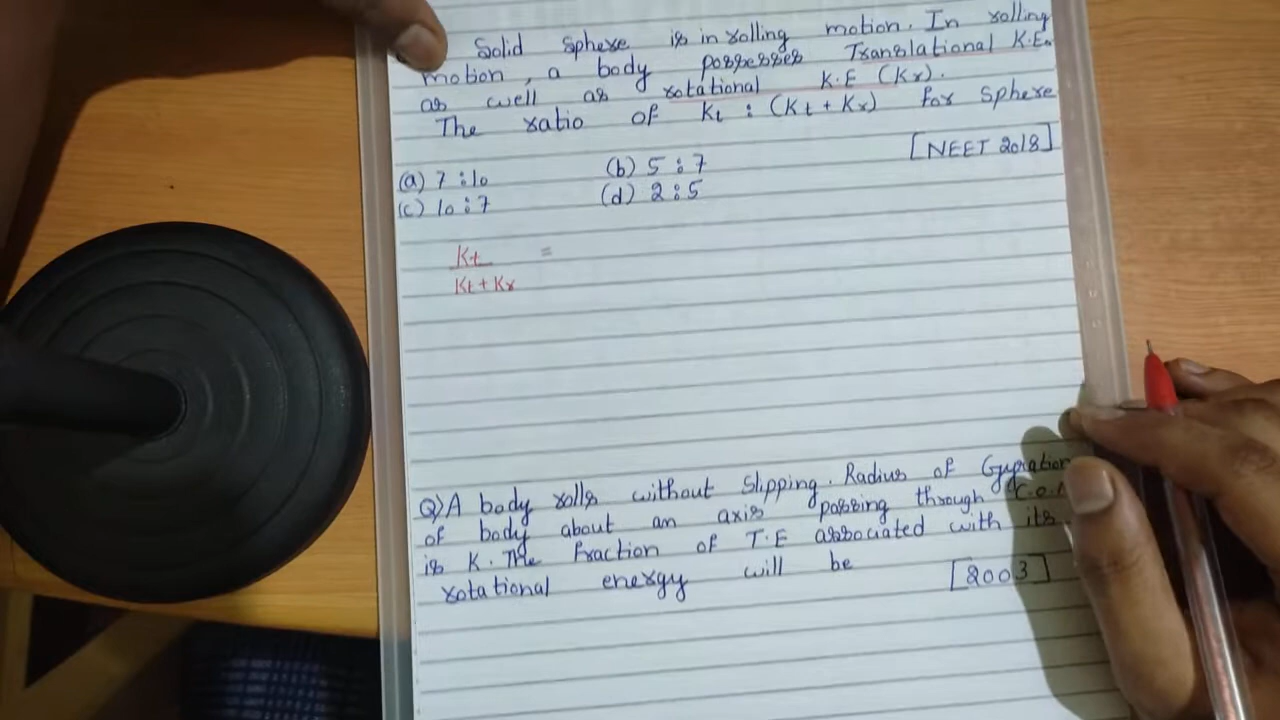 Solid sphere is in rolling motion. In rolling
motion, a body possesses Translational K.E.
as well as rotational K.E (Kr).
The ratio of Kt : (Kt + Kr) for sphere
[NEET 2018]
(a) 7 : 10 (b) 5 : 7
(c) 10 : 7 (d) 2 : 5
Kt =
Kt + Kr
Q) A body rolls without slipping. Radius of Gyration
of body about an axis passing through C.O.
is K. The fraction of T.E associated with its
rotational energy will be [2003]